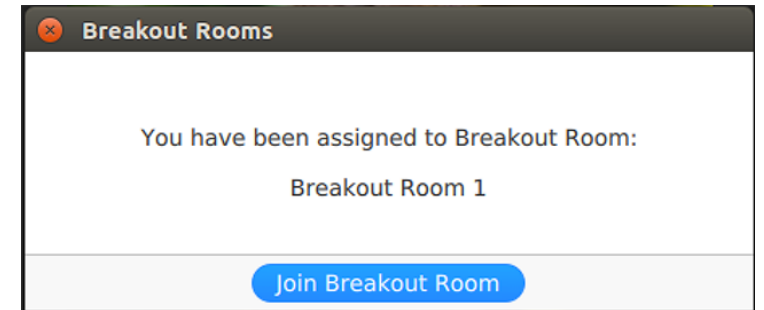 Breakout Rooms
You have been assigned to Breakout Room:
Breakout Room 1
Join Breakout Room